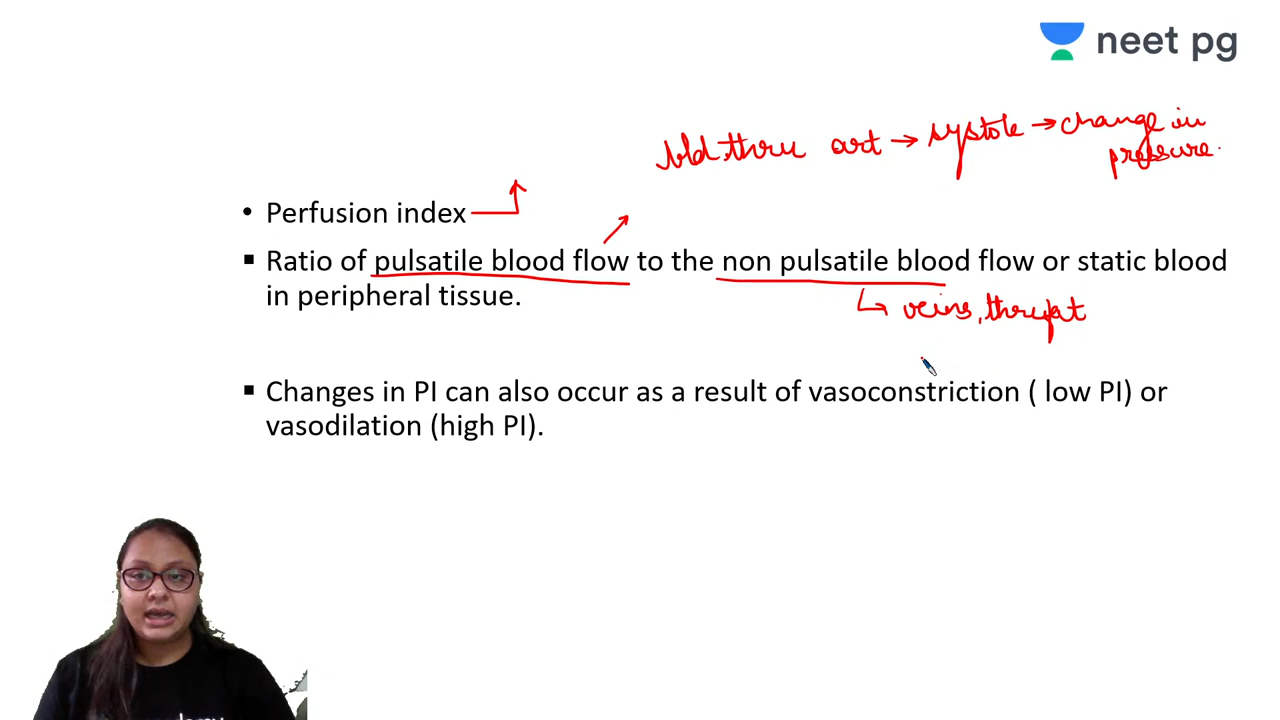 neet pg
bld thru art → systole → change in
pressure.
• Perfusion index
▪ Ratio of pulsatile blood flow to the non pulsatile blood flow or static blood
in peripheral tissue.
↳ veins,
▪ Changes in PI can also occur as a result of vasoconstriction ( low PI) or
vasodilation (high PI).